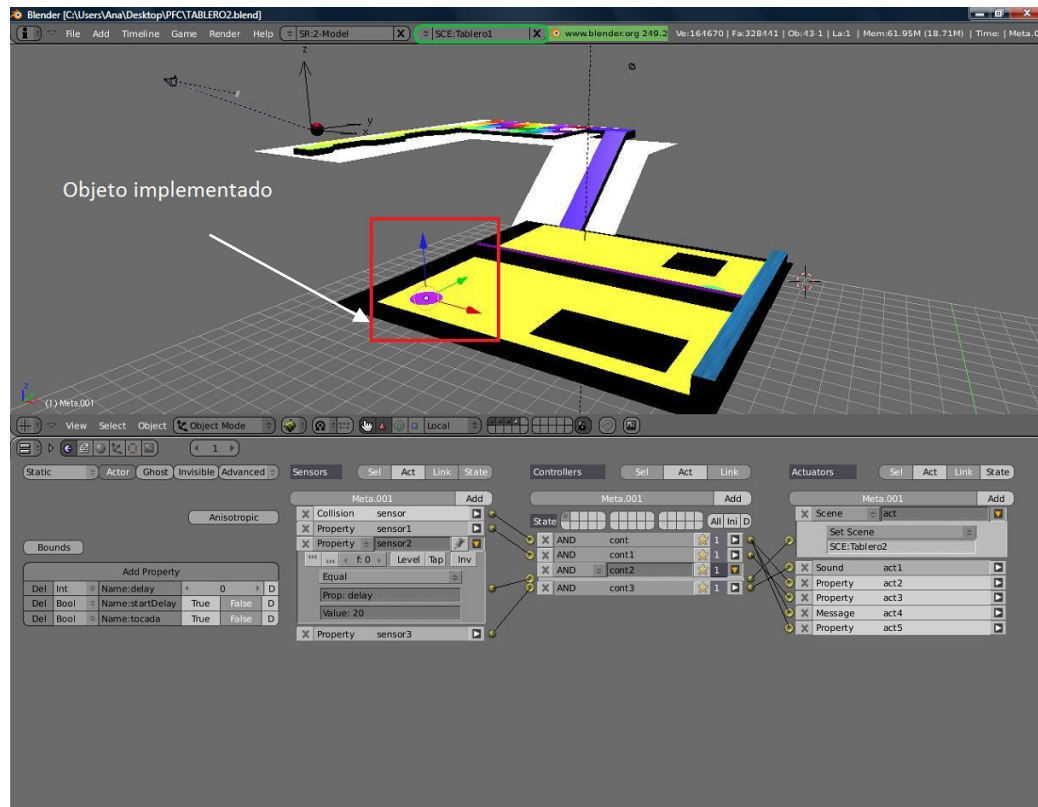 Blender [C:\Users\Ana\Desktop\PFC\TABLERO2.blend]
File Add Timeline Game Render Help SR:2-Model X SCE:Tablero1 X www.blender.org 249.2 Ve:164670 | Fa:328441 | Ob:43-1 | La:1 | Mem:61.95M (18.71M) | Time: | Meta.0
z
y
x
Objeto implementado
z
(1) Meta.001
View Select Object Object Mode Local
1
Static Actor Ghost Invisible Advanced Sensors Sel Act Link State Controllers Sel Act Link Actuators Sel Act Link State
Meta.001 Add Meta.001 Add Meta.001 Add
Anisotropic X Collision sensor State All Ini D X Scene act
X Property sensor1 X AND cont 1 Set Scene
Bounds X Property sensor2 X AND cont1 1 SCE:Tablero2
f:0 Level Tap Inv X AND cont2 1 X Sound act1
Add Property Equal X AND cont3 1 X Property act2
Del Int Name:delay 0 D Prop: delay X Property act3
Del Bool Name:startDelay True False D Value: 20 X Message act4
Del Bool Name:tocada True False D X Property sensor3 X Property act5